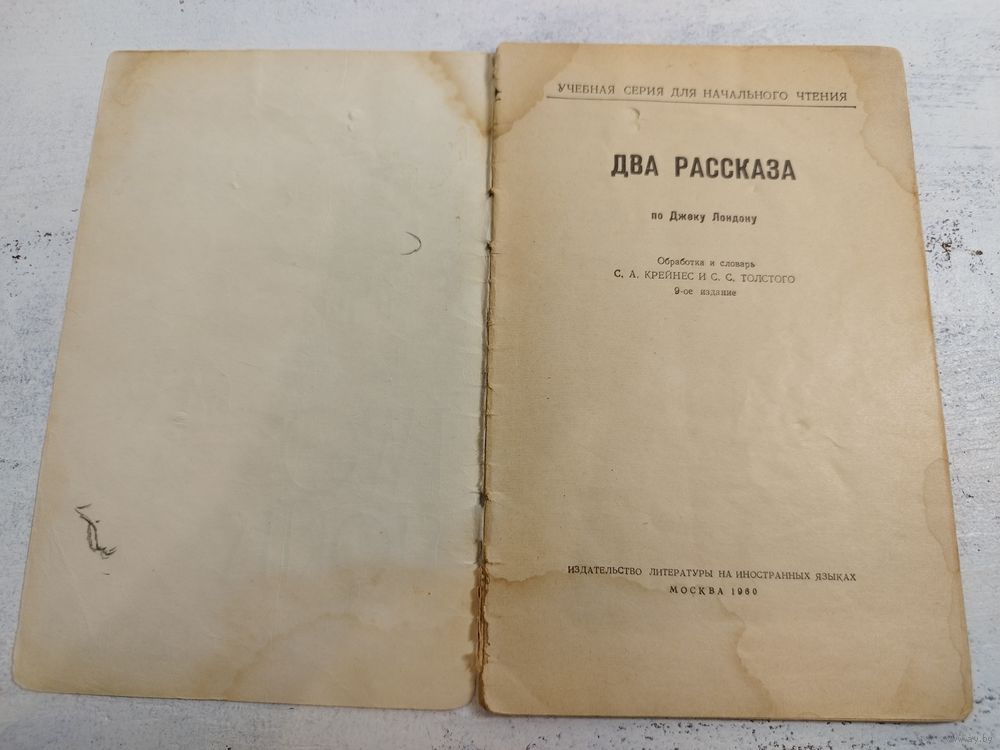 УЧЕБНАЯ СЕРИЯ ДЛЯ НАЧАЛЬНОГО ЧТЕНИЯ
ДВА РАССКАЗА
по Джеку Лондону
Обработка и словарь
С. А. КРЕЙНЕС И С. С. ТОЛСТОГО
9-ое издание
ИЗДАТЕЛЬСТВО ЛИТЕРАТУРЫ НА ИНОСТРАННЫХ ЯЗЫКАХ
МОСКВА 1960